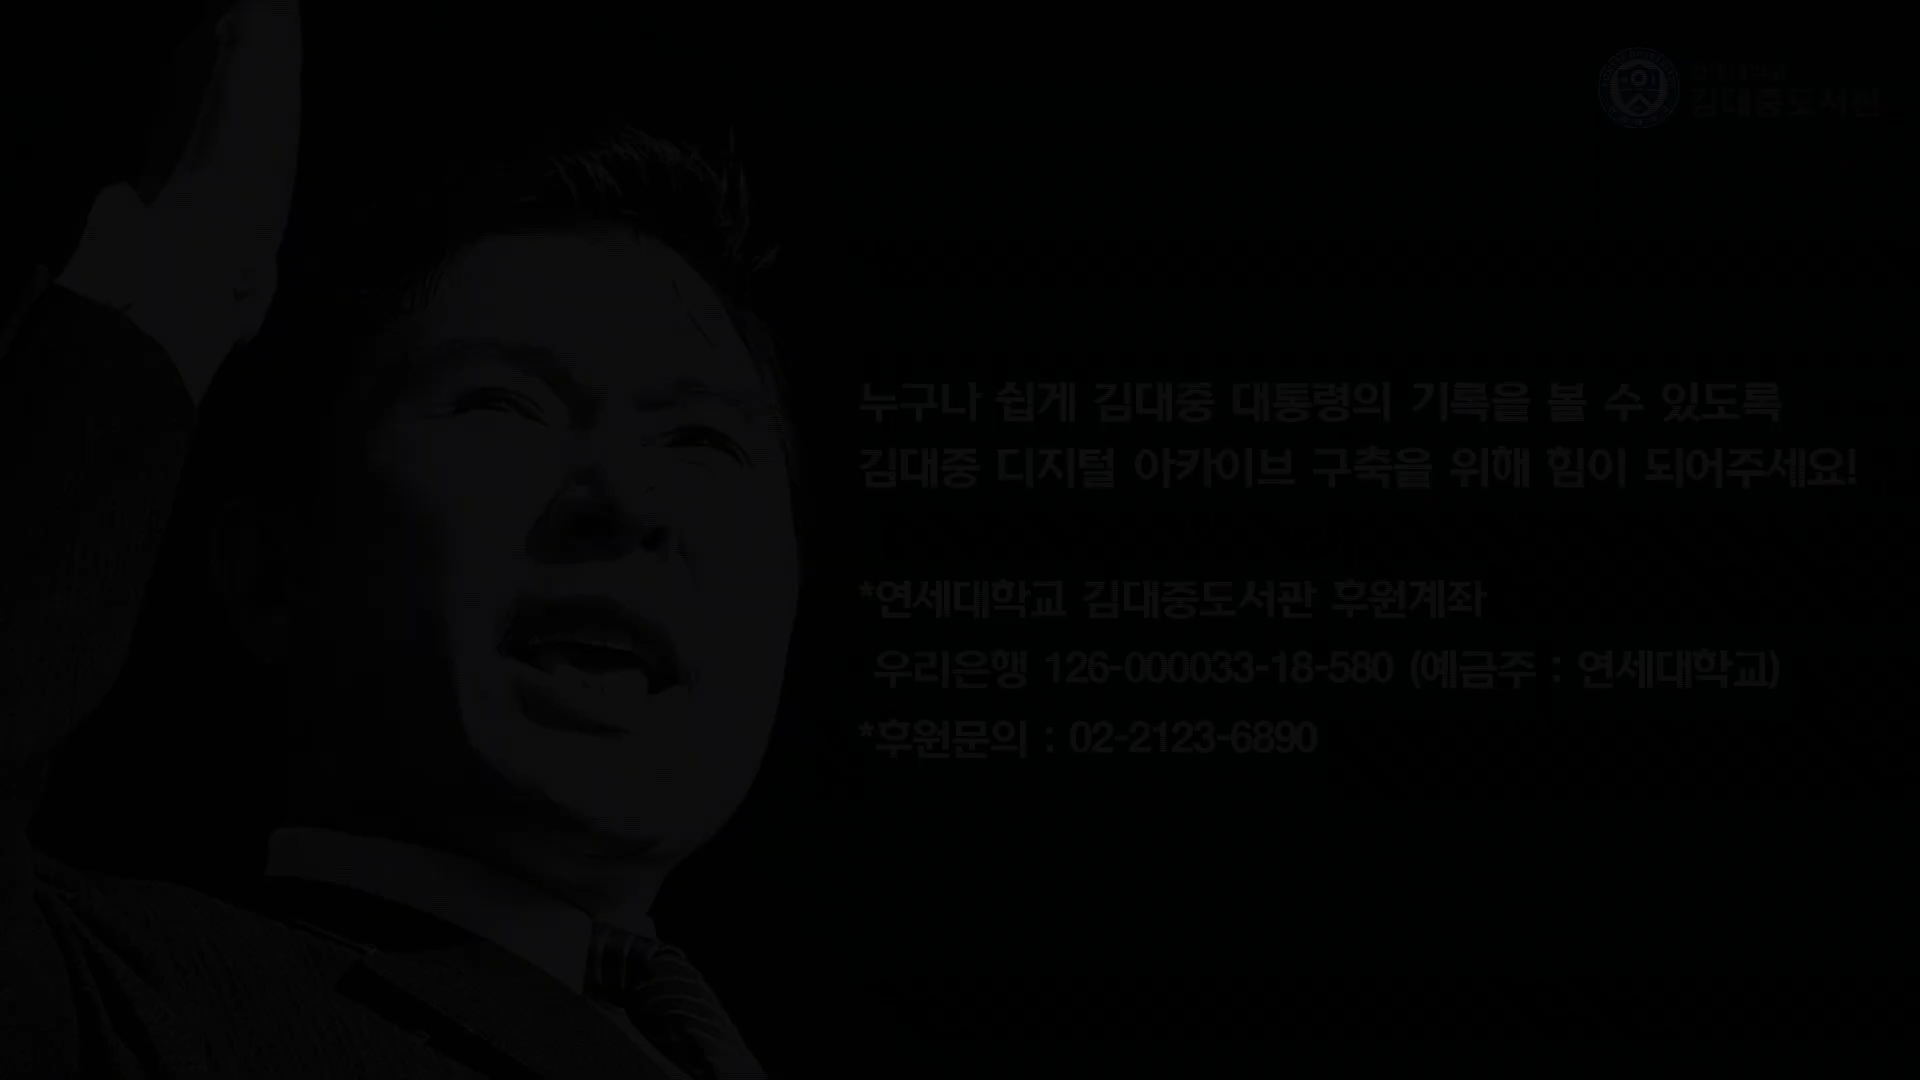 김대중도서관
누구나 쉽게 김대중 대통령의 기록을 볼 수 있도록
김대중 디지털 아카이브 구축을 위해 힘이 되어주세요!
*연세대학교 김대중도서관 후원계좌
우리은행 126-000033-18-580 (예금주 : 연세대학교)
*후원문의 : 02-2123-6890